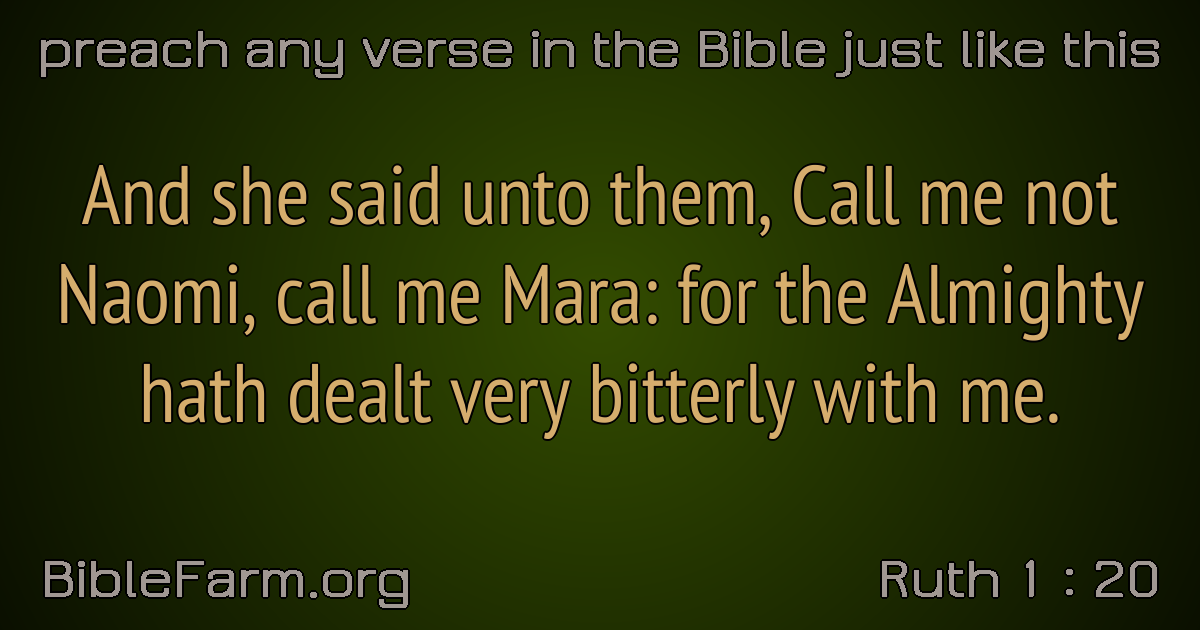 preach any verse in the Bible just like this
And she said unto them, Call me not
Naomi, call me Mara: for the Almighty
hath dealt very bitterly with me.
BibleFarm.org
Ruth 1 : 20